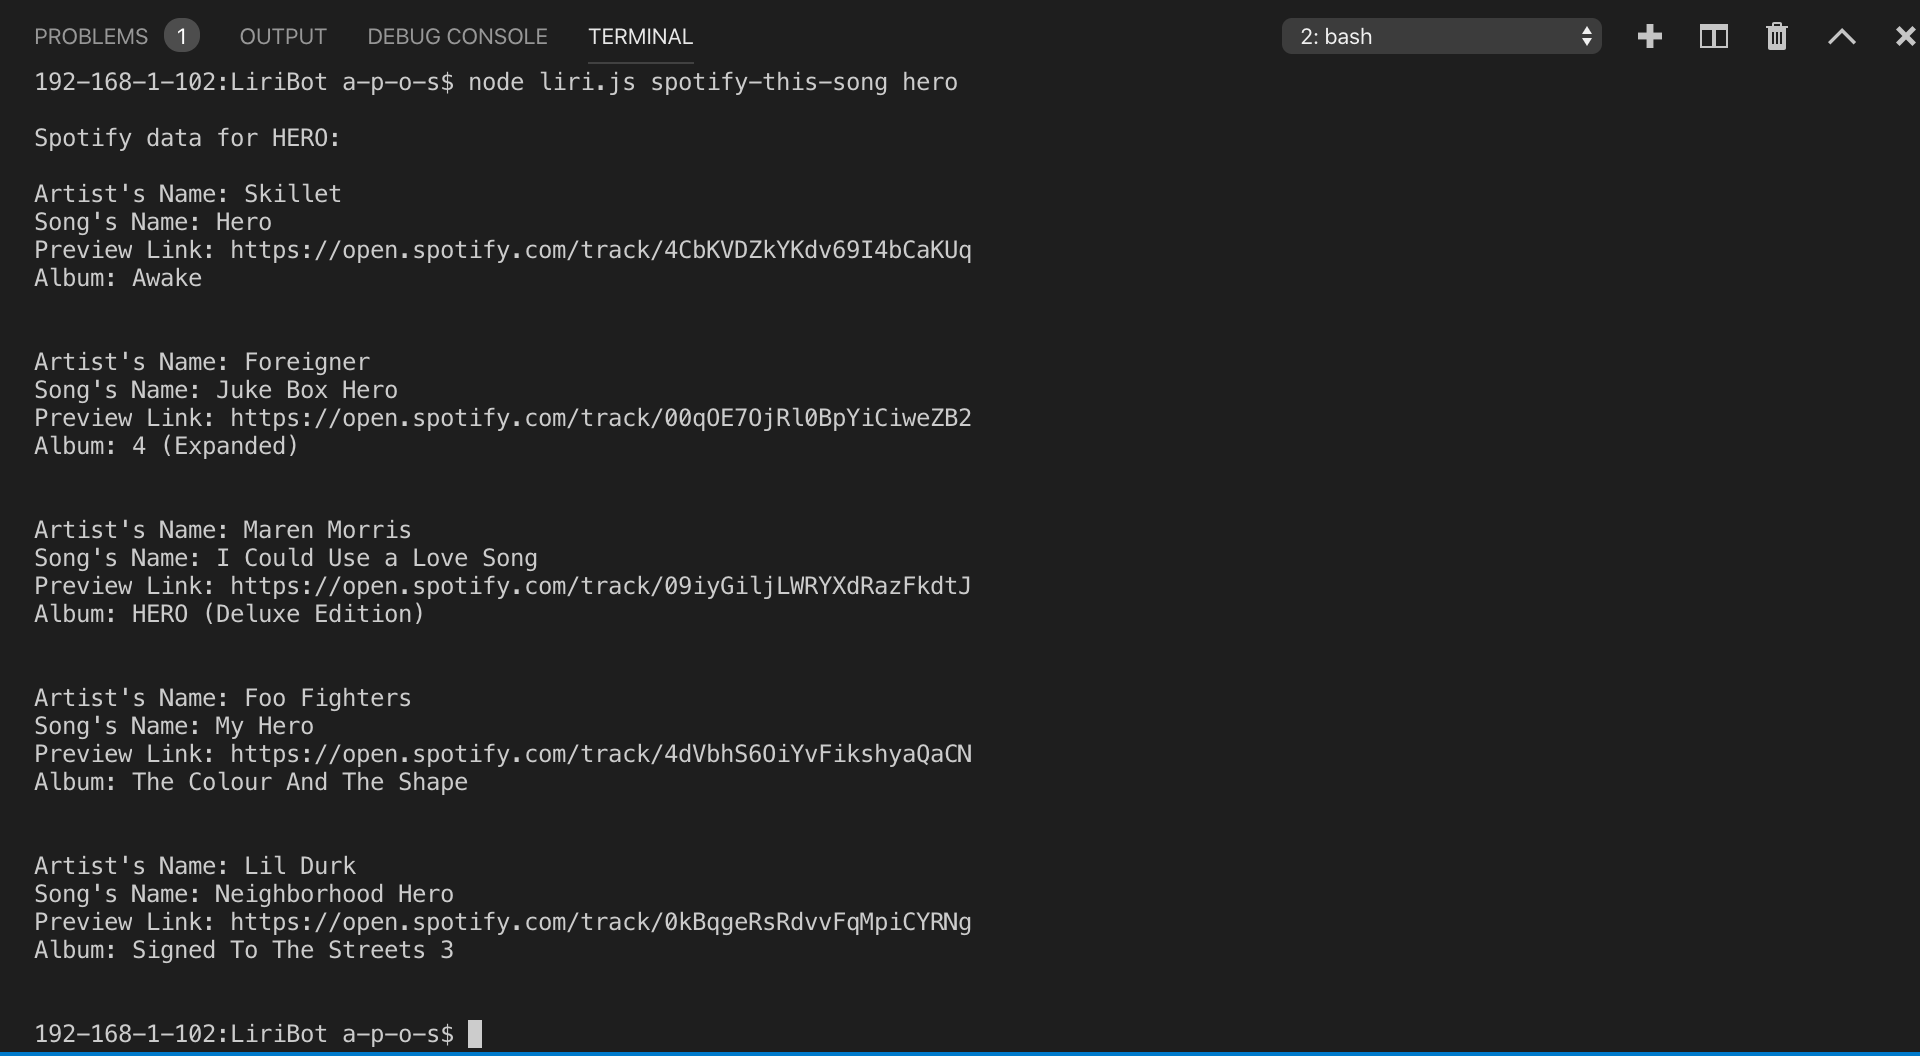 PROBLEMS 1 OUTPUT DEBUG CONSOLE TERMINAL 2: bash
192-168-1-102:LiriBot a-p-o-s$ node liri.js spotify-this-song hero
Spotify data for HERO:
Artist's Name: Skillet
Song's Name: Hero
Preview Link: https://open.spotify.com/track/4CbKVDZkYKdv69I4bCaKUq
Album: Awake
Artist's Name: Foreigner
Song's Name: Juke Box Hero
Preview Link: https://open.spotify.com/track/00qOE7OjRl0BpYiCiweZB2
Album: 4 (Expanded)
Artist's Name: Maren Morris
Song's Name: I Could Use a Love Song
Preview Link: https://open.spotify.com/track/09iyGiljLWRYXdRazFkdtJ
Album: HERO (Deluxe Edition)
Artist's Name: Foo Fighters
Song's Name: My Hero
Preview Link: https://open.spotify.com/track/4dVbhS6OiYvFikshyaQaCN
Album: The Colour And The Shape
Artist's Name: Lil Durk
Song's Name: Neighborhood Hero
Preview Link: https://open.spotify.com/track/0kBqgeRsRdvvFqMpiCYRNg
Album: Signed To The Streets 3
192-168-1-102:LiriBot a-p-o-s$